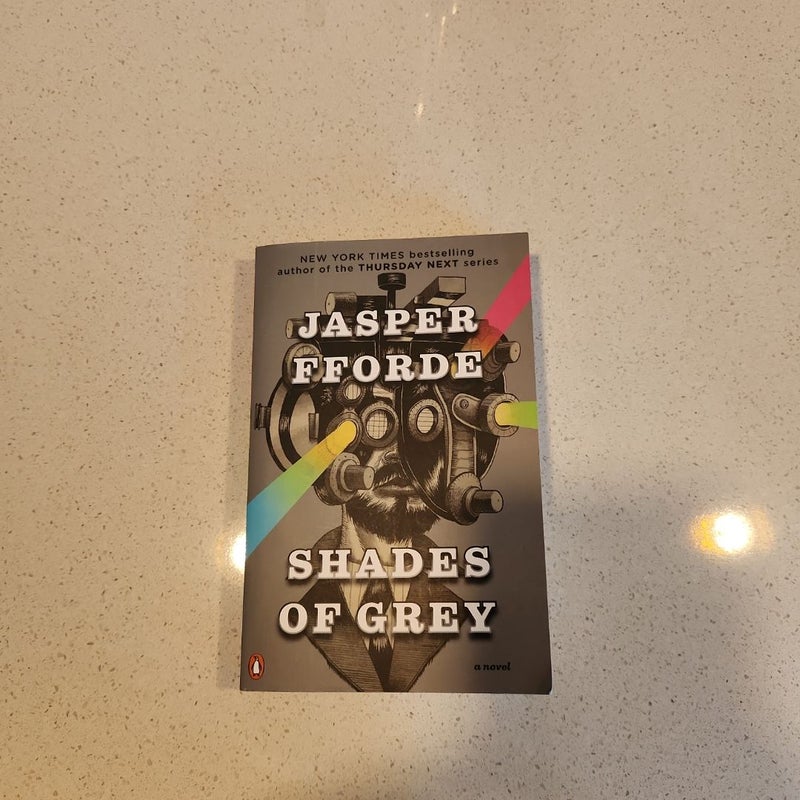 NEW YORK TIMES bestselling
author of the THURSDAY NEXT series
JASPER
FFORDE
SHADES
OF GREY
a novel